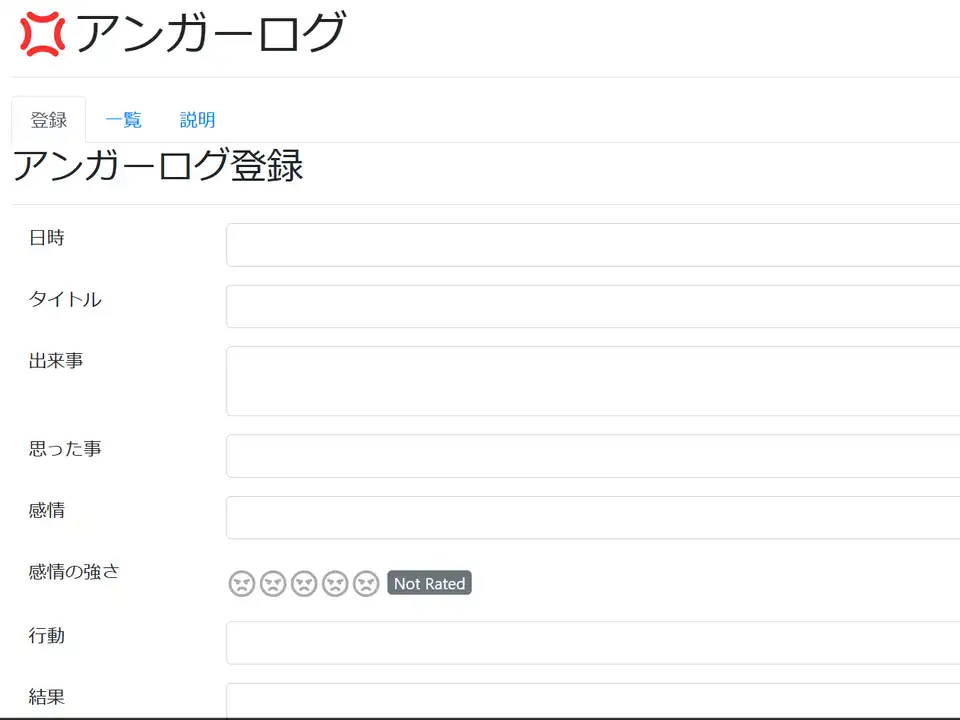 アンガーログ
登録 一覧 説明
アンガーログ登録
日時
タイトル
出来事
思った事
感情
感情の強さ Not Rated
行動
結果